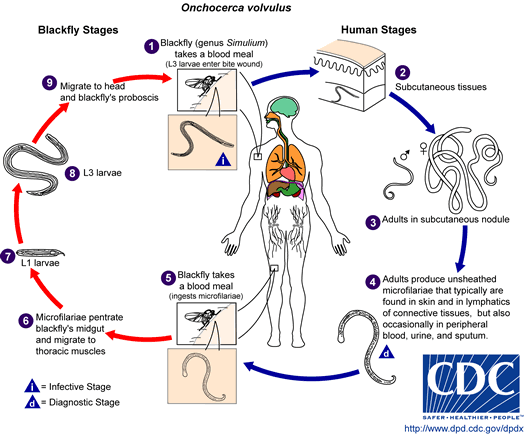 Onchocerca volvulus
Blackfly Stages
Human Stages
1 Blackfly (genus Simulium)
takes a blood meal
(L3 larvae enter bite wound)
i
2
Subcutaneous tissues
♂
♀
3 Adults in subcutaneous nodule
4 Adults produce unsheathed
microfilariae that typically are
found in skin and in lymphatics
of connective tissues, but also
occasionally in peripheral
blood, urine, and sputum.
d
5 Blackfly takes
a blood meal
(ingests microfilariae)
6 Microfilariae pentrate
blackfly's midgut and
migrate to
thoracic muscles
7
L1 larvae
8 L3 larvae
9 Migrate to head
and blackfly's proboscis
i = Infective Stage
d = Diagnostic Stage
CDC
SAFER • HEALTHIER • PEOPLE™
http://www.dpd.cdc.gov/dpdx